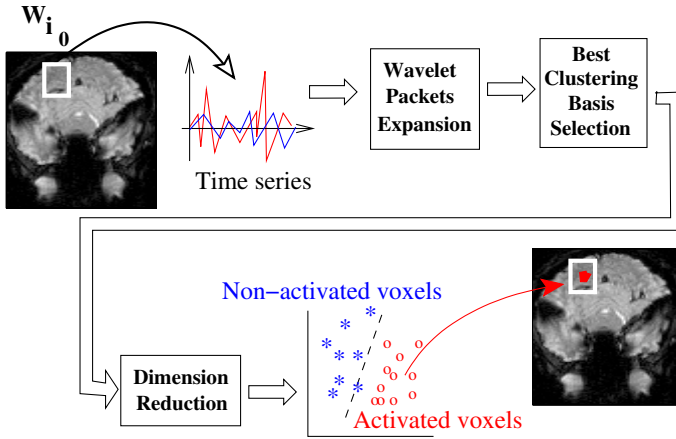 W i 0
Time series
Wavelet
Packets
Expansion
Best
Clustering
Basis
Selection
Dimension
Reduction
Non-activated voxels
Activated voxels